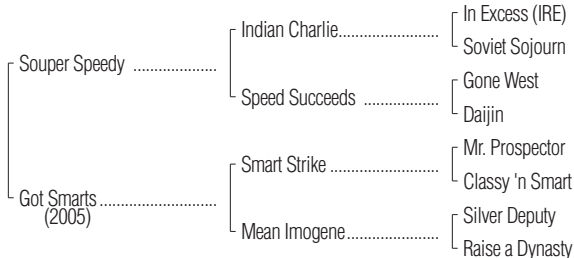 In Excess (IRE)
Indian Charlie....................
Soviet Sojourn
Souper Speedy ................
Gone West
Speed Succeeds ...............
Daijin
Mr. Prospector
Smart Strike ......................
Classy 'n Smart
Got Smarts.......................
(2005)
Silver Deputy
Mean Imogene..................
Raise a Dynasty